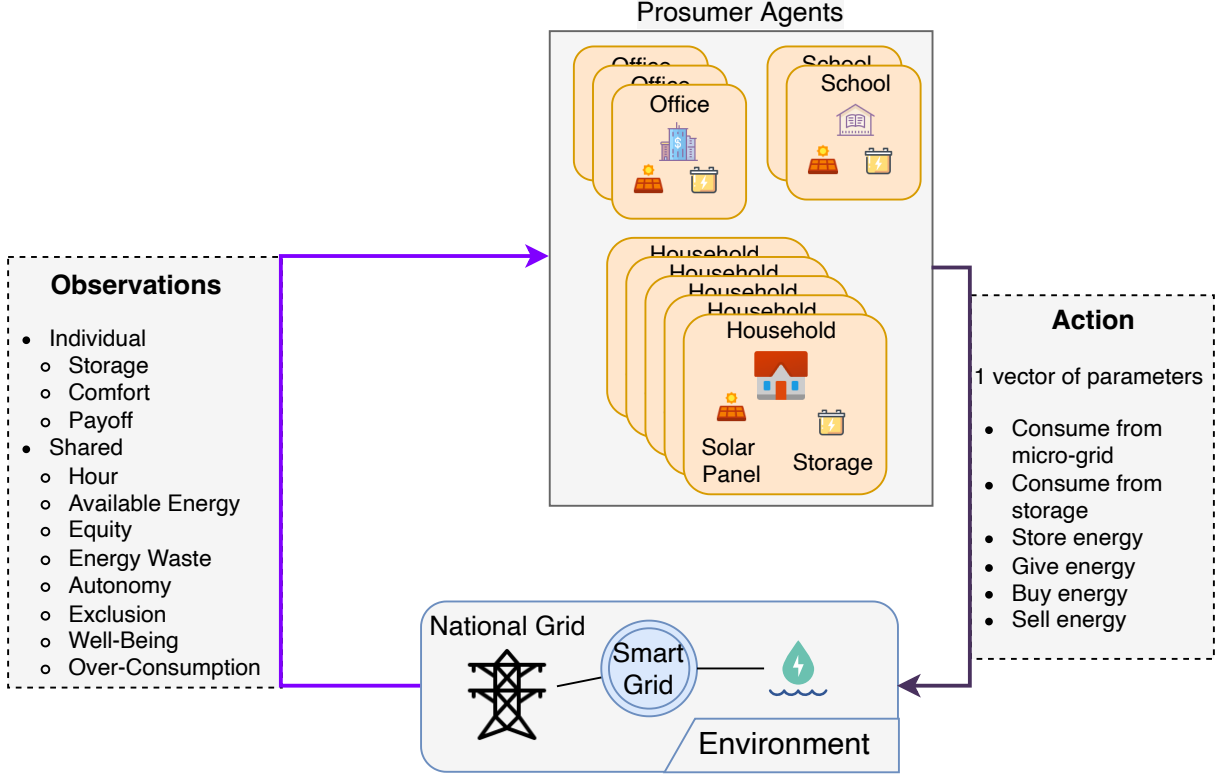 Prosumer Agents
Office
Office
Office
School
School
Household
Household
Household
Household
Household
Solar
Panel
Storage
Observations
• Individual
Storage
Comfort
Payoff
• Shared
Hour
Available Energy
Equity
Energy Waste
Autonomy
Exclusion
Well-Being
Over-Consumption
Action
1 vector of parameters
• Consume from
micro-grid
• Consume from
storage
• Store energy
• Give energy
• Buy energy
• Sell energy
National Grid
Smart
Grid
Environment